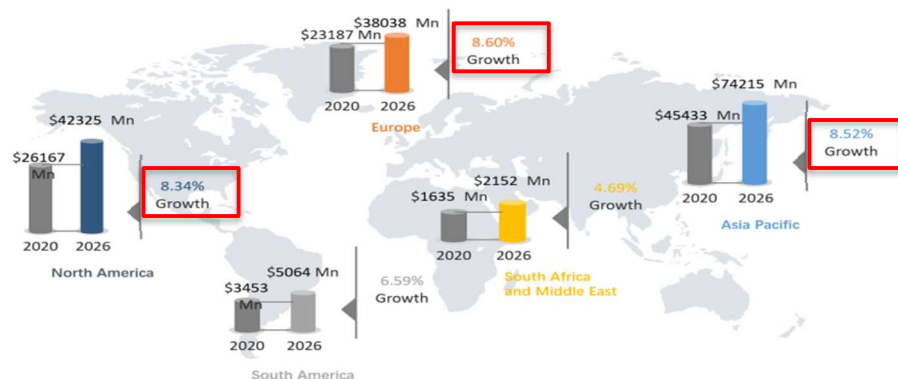 $38038 Mn
$23187 Mn
8.60%
Growth
2020 2026
Europe
$42325 Mn
$26167
Mn
8.34%
Growth
2020 2026
North America
$74215 Mn
$45433 Mn
8.52%
Growth
2020 2026
Asia Pacific
$2152 Mn
$1635 Mn
4.69%
Growth
2020 2026
South Africa
and Middle East
$5064 Mn
$3453
Mn
6.59%
Growth
2020 2026
South America